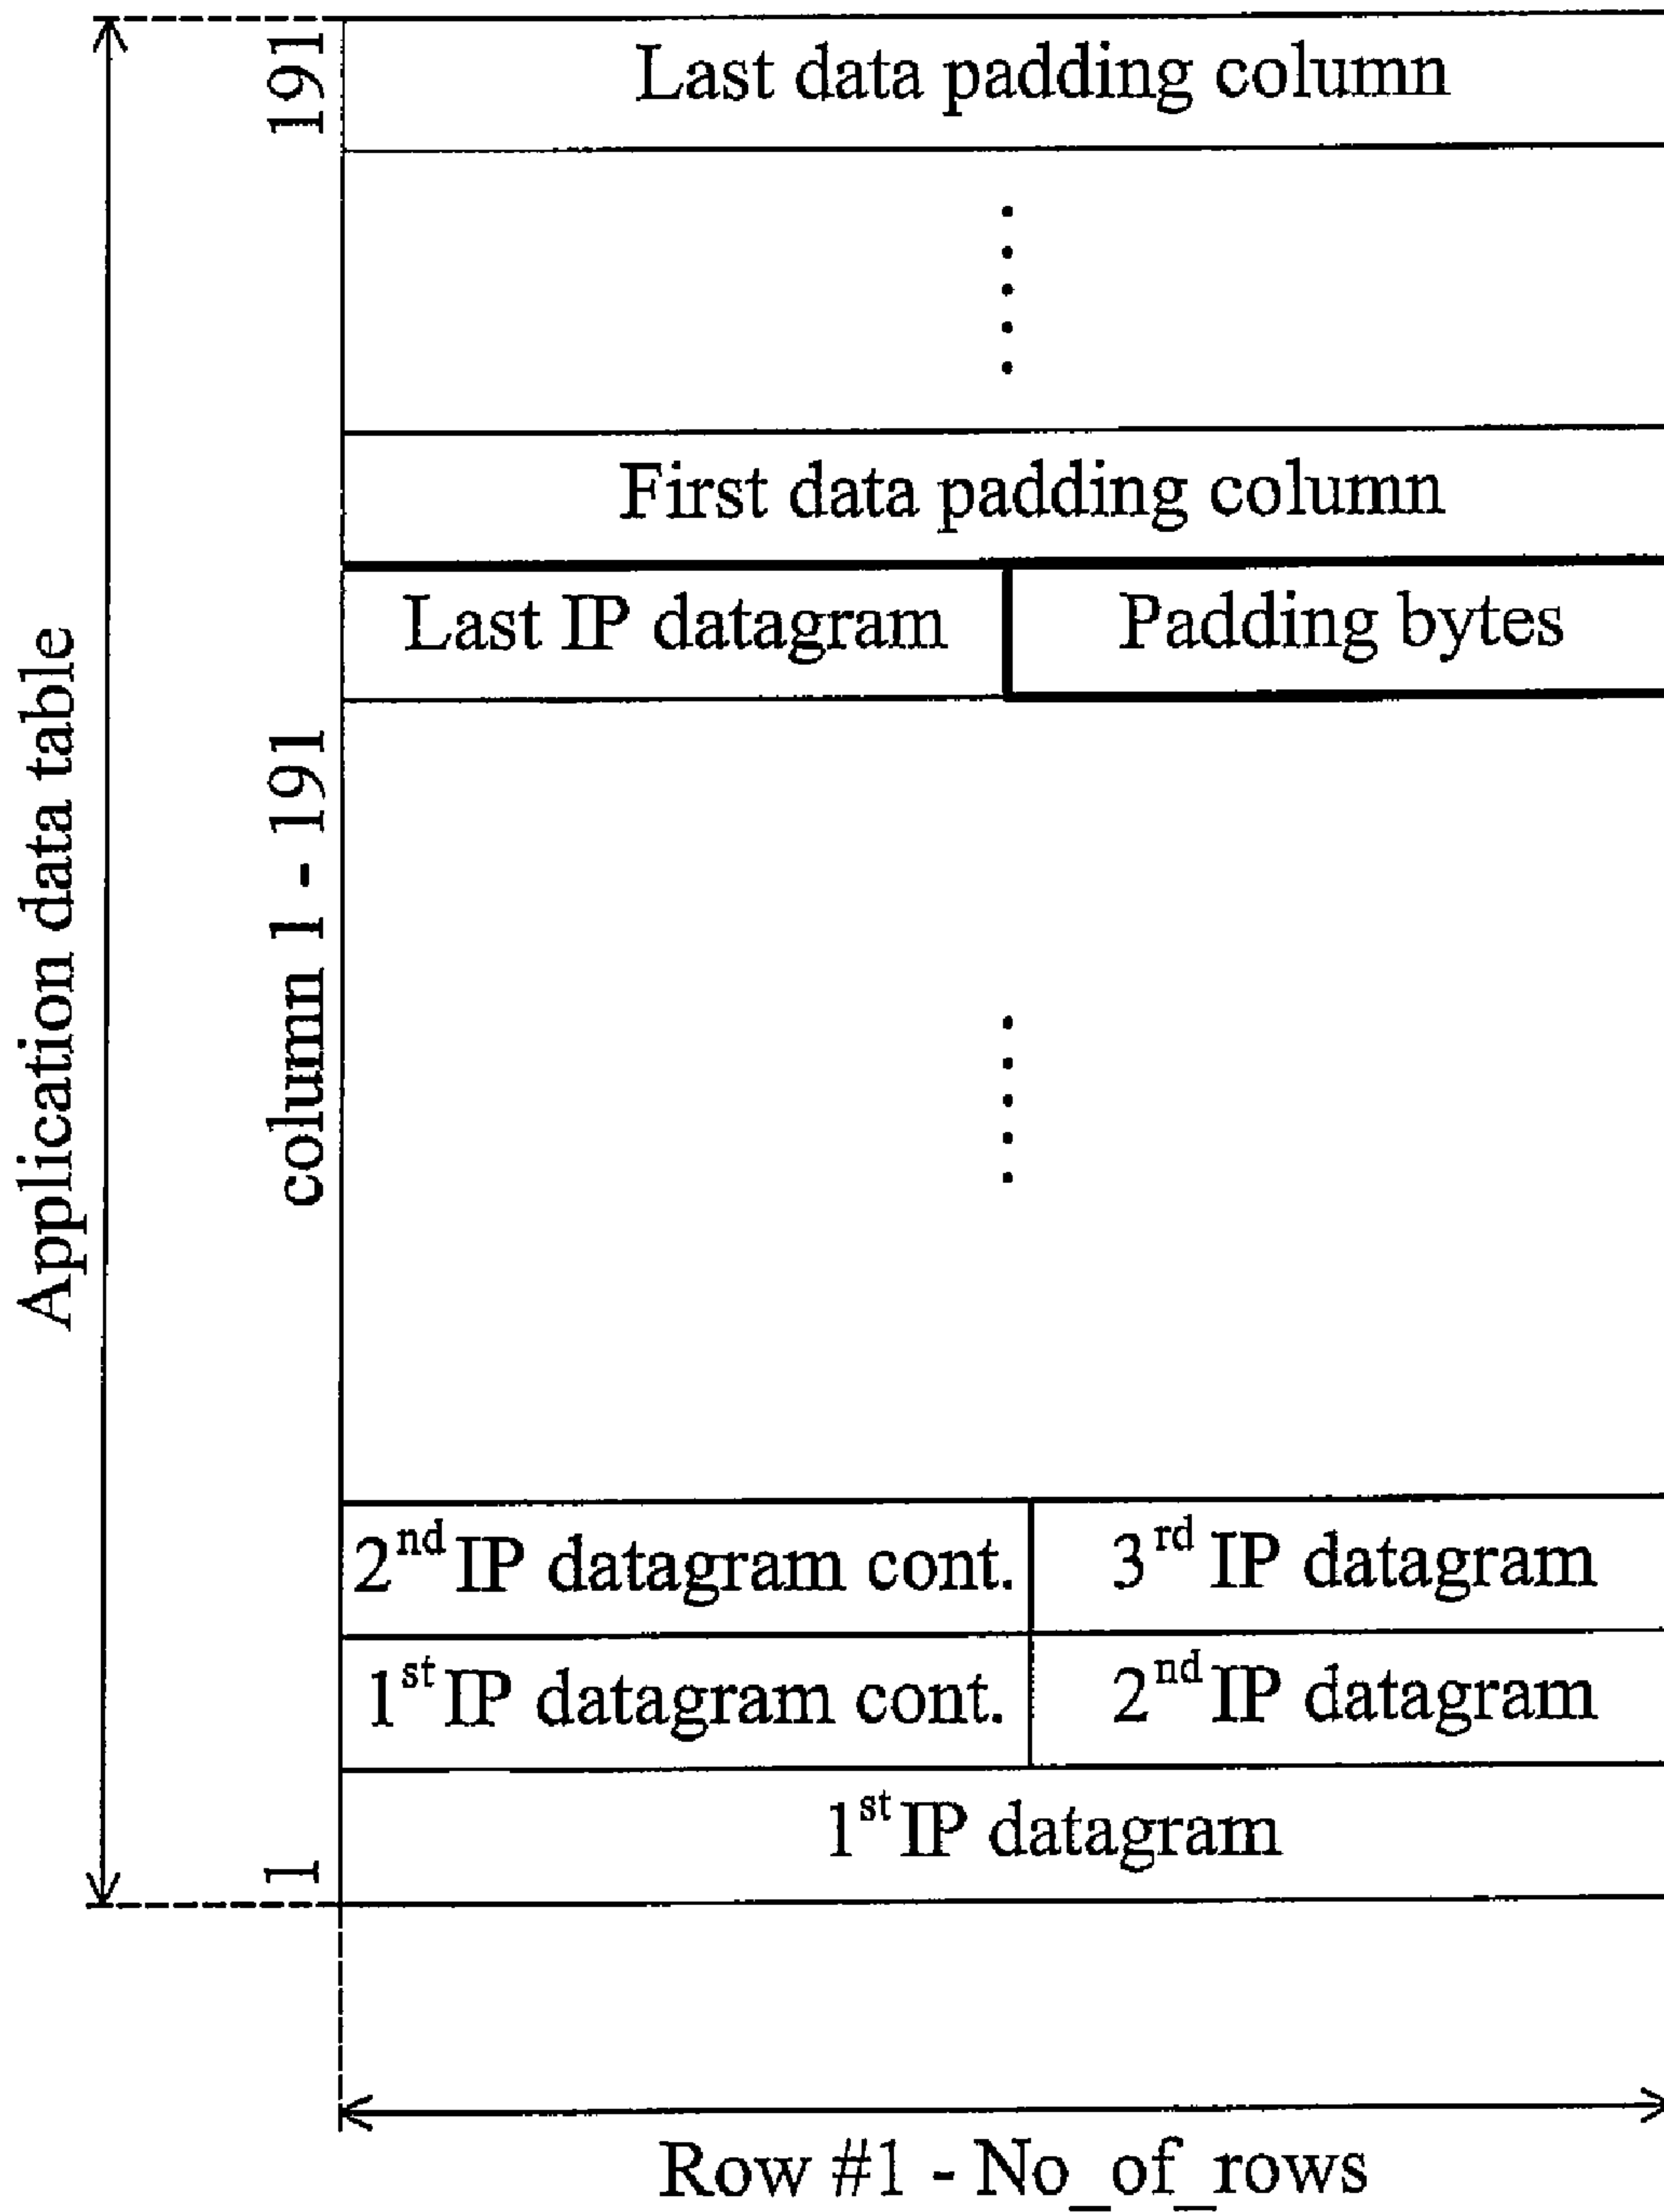 191
Last data padding column
First data padding column
Last IP datagram
Padding bytes
Application data table
column 1 - 191
2nd IP datagram cont.
3rd IP datagram
1st IP datagram cont.
2nd IP datagram
1st IP datagram
1
Row #1 - No_of_rows